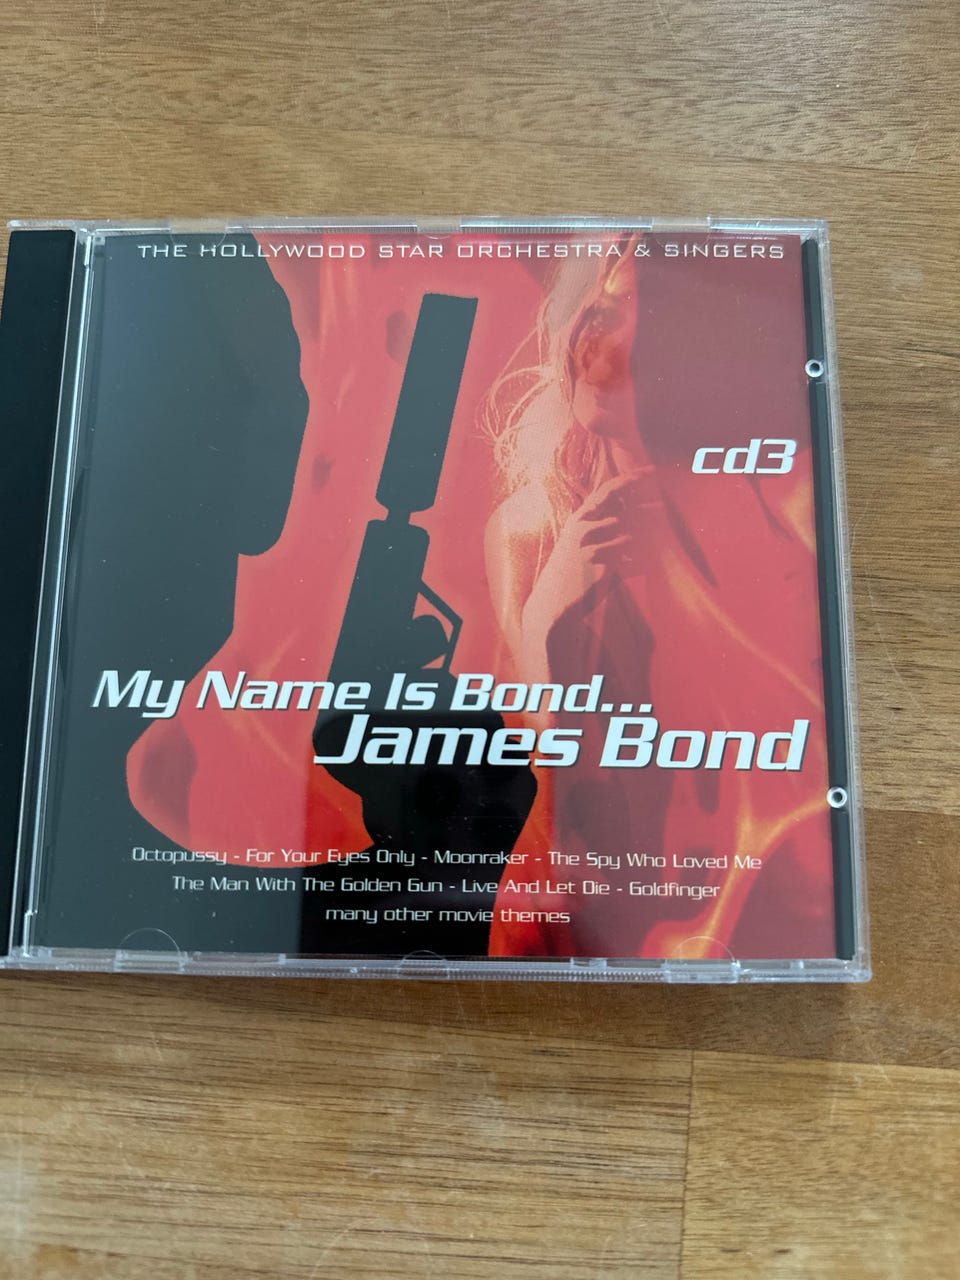 THE HOLLYWOOD STAR ORCHESTRA & SINGERS
cd3
My Name Is Bond...
James Bond
Octopussy - For Your Eyes Only - Moonraker - The Spy Who Loved Me
The Man With The Golden Gun - Live And Let Die - Goldfinger
many other movie themes